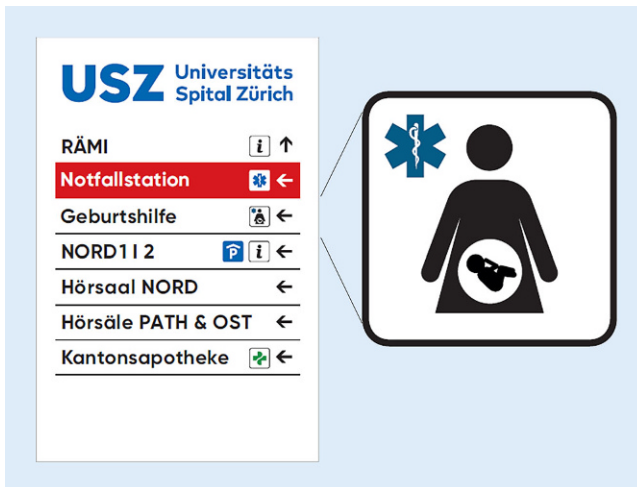 USZ Universitäts
Spital Zürich
RÄMI i ↑
Notfallstation ←
Geburtshilfe ←
NORD1 I 2 P i ←
Hörsaal NORD ←
Hörsäle PATH & OST ←
Kantonsapotheke ←